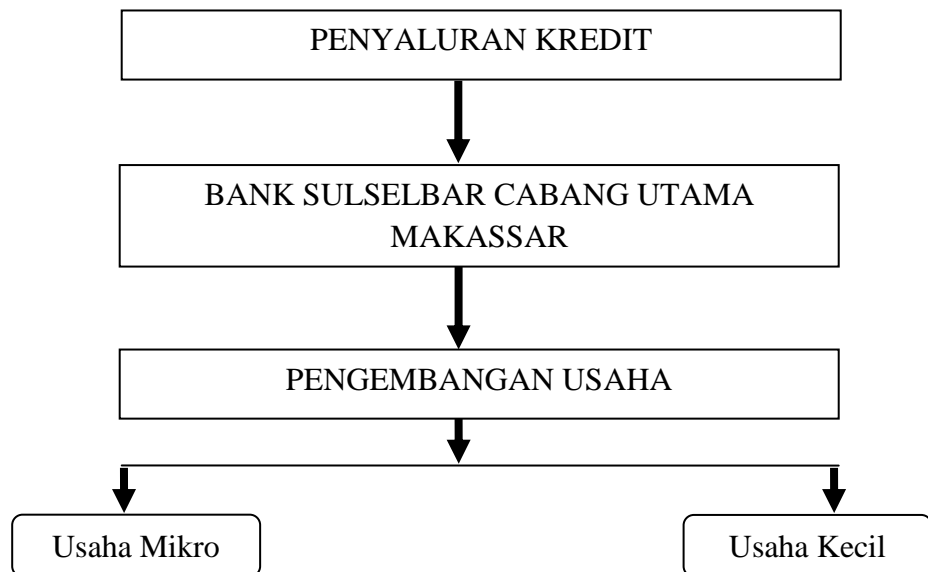 PENYALURAN KREDIT
BANK SULSELBAR CABANG UTAMA
MAKASSAR
PENGEMBANGAN USAHA
Usaha Mikro
Usaha Kecil